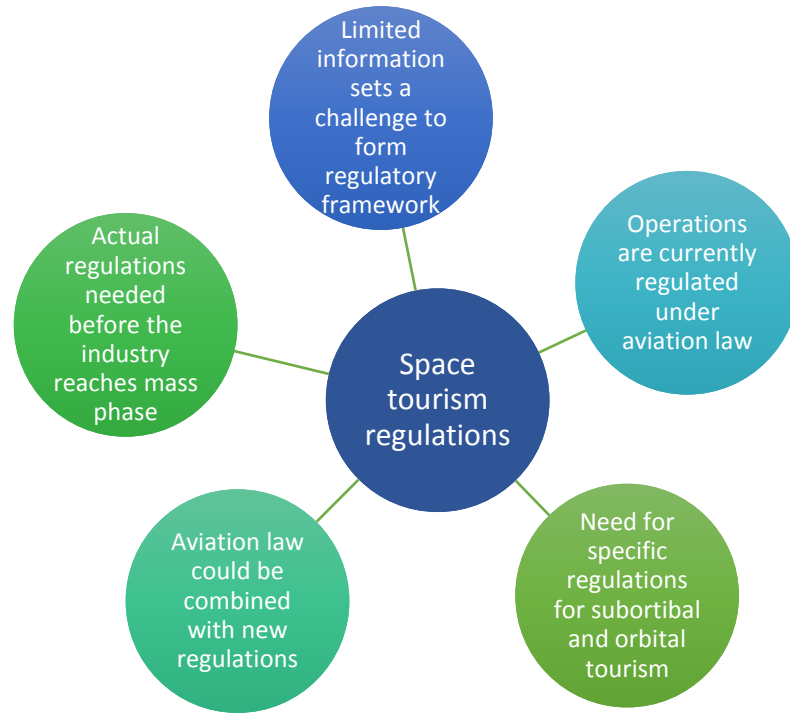 Limited
information
sets a
challenge to
form
regulatory
framework
Operations
are currently
regulated
under
aviation law
Need for
specific
regulations
for subortibal
and orbital
tourism
Aviation law
could be
combined
with new
regulations
Actual
regulations
needed
before the
industry
reaches mass
phase
Space
tourism
regulations